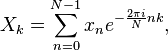 X_k = \sum_{n=0}^{N-1} x_n e^{-\frac{2\pi i}{N} nk},